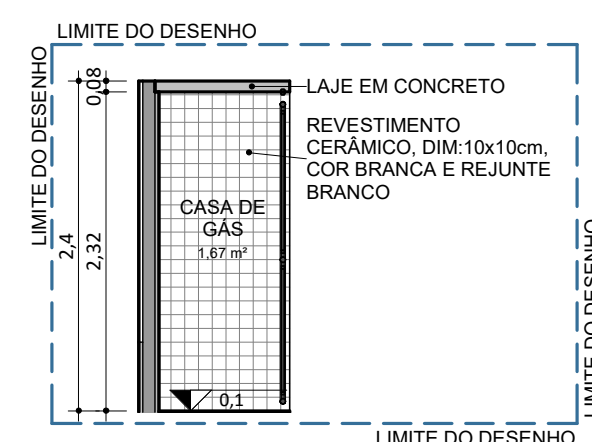 LIMITE DO DESENHO
LIMITE DO DESENHO
0,08
2,4
2,32
LAJE EM CONCRETO
REVESTIMENTO
CERÂMICO, DIM:10x10cm,
COR BRANCA E REJUNTE
BRANCO
CASA DE
GÁS
1,67 m²
0,1
LIMITE DO DESENHO
LIMITE DO DESENHO